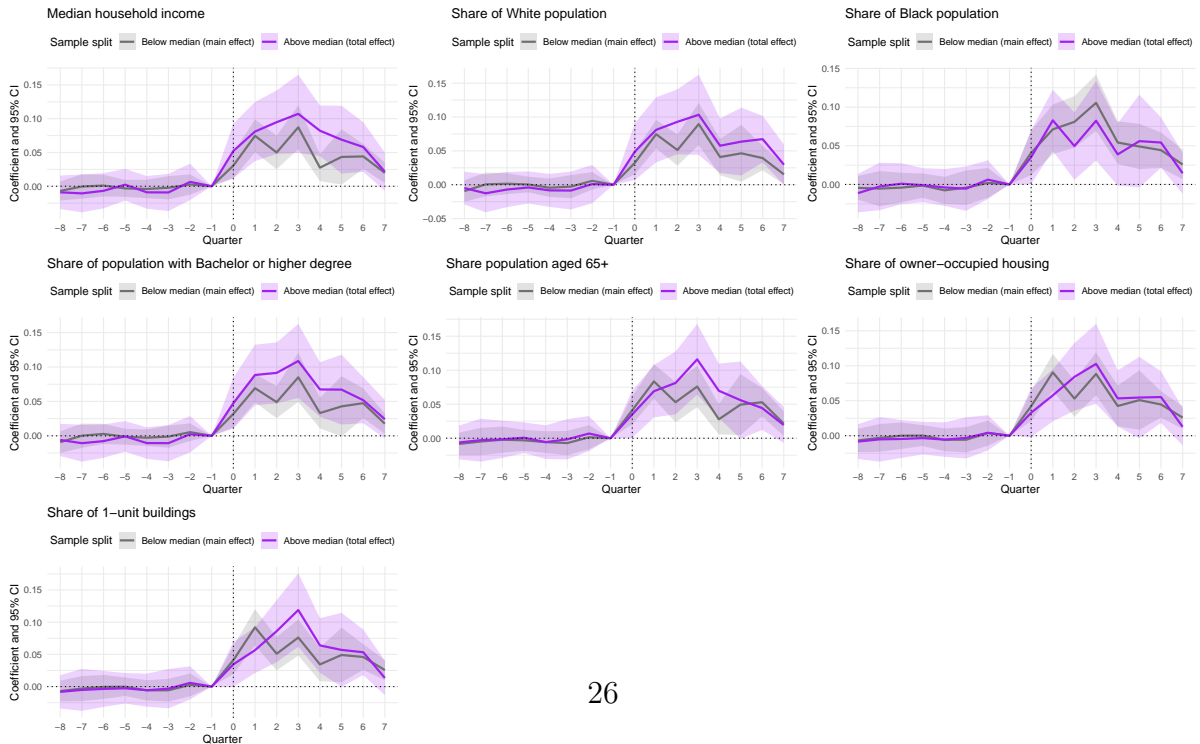 Median household income
Sample split Below median (main effect) Above median (total effect)
Coefficient and 95% CI
0.15
0.10
0.05
0.00
−8 −7 −6 −5 −4 −3 −2 −1 0 1 2 3 4 5 6 7
Quarter
Share of White population
Sample split Below median (main effect) Above median (total effect)
Coefficient and 95% CI
0.15
0.10
0.05
0.00
−0.05
−8 −7 −6 −5 −4 −3 −2 −1 0 1 2 3 4 5 6 7
Quarter
Share of Black population
Sample split Below median (main effect) Above median (total effect)
Coefficient and 95% CI
0.15
0.10
0.05
0.00
−8 −7 −6 −5 −4 −3 −2 −1 0 1 2 3 4 5 6 7
Quarter
Share of population with Bachelor or higher degree
Sample split Below median (main effect) Above median (total effect)
Coefficient and 95% CI
0.15
0.10
0.05
0.00
−8 −7 −6 −5 −4 −3 −2 −1 0 1 2 3 4 5 6 7
Quarter
Share population aged 65+
Sample split Below median (main effect) Above median (total effect)
Coefficient and 95% CI
0.15
0.10
0.05
0.00
−8 −7 −6 −5 −4 −3 −2 −1 0 1 2 3 4 5 6 7
Quarter
Share of owner−occupied housing
Sample split Below median (main effect) Above median (total effect)
Coefficient and 95% CI
0.15
0.10
0.05
0.00
−8 −7 −6 −5 −4 −3 −2 −1 0 1 2 3 4 5 6 7
Quarter
Share of 1−unit buildings
Sample split Below median (main effect) Above median (total effect)
Coefficient and 95% CI
0.15
0.10
0.05
0.00
−8 −7 −6 −5 −4 −3 −2 −1 0 1 2 3 4 5 6 7
Quarter
26